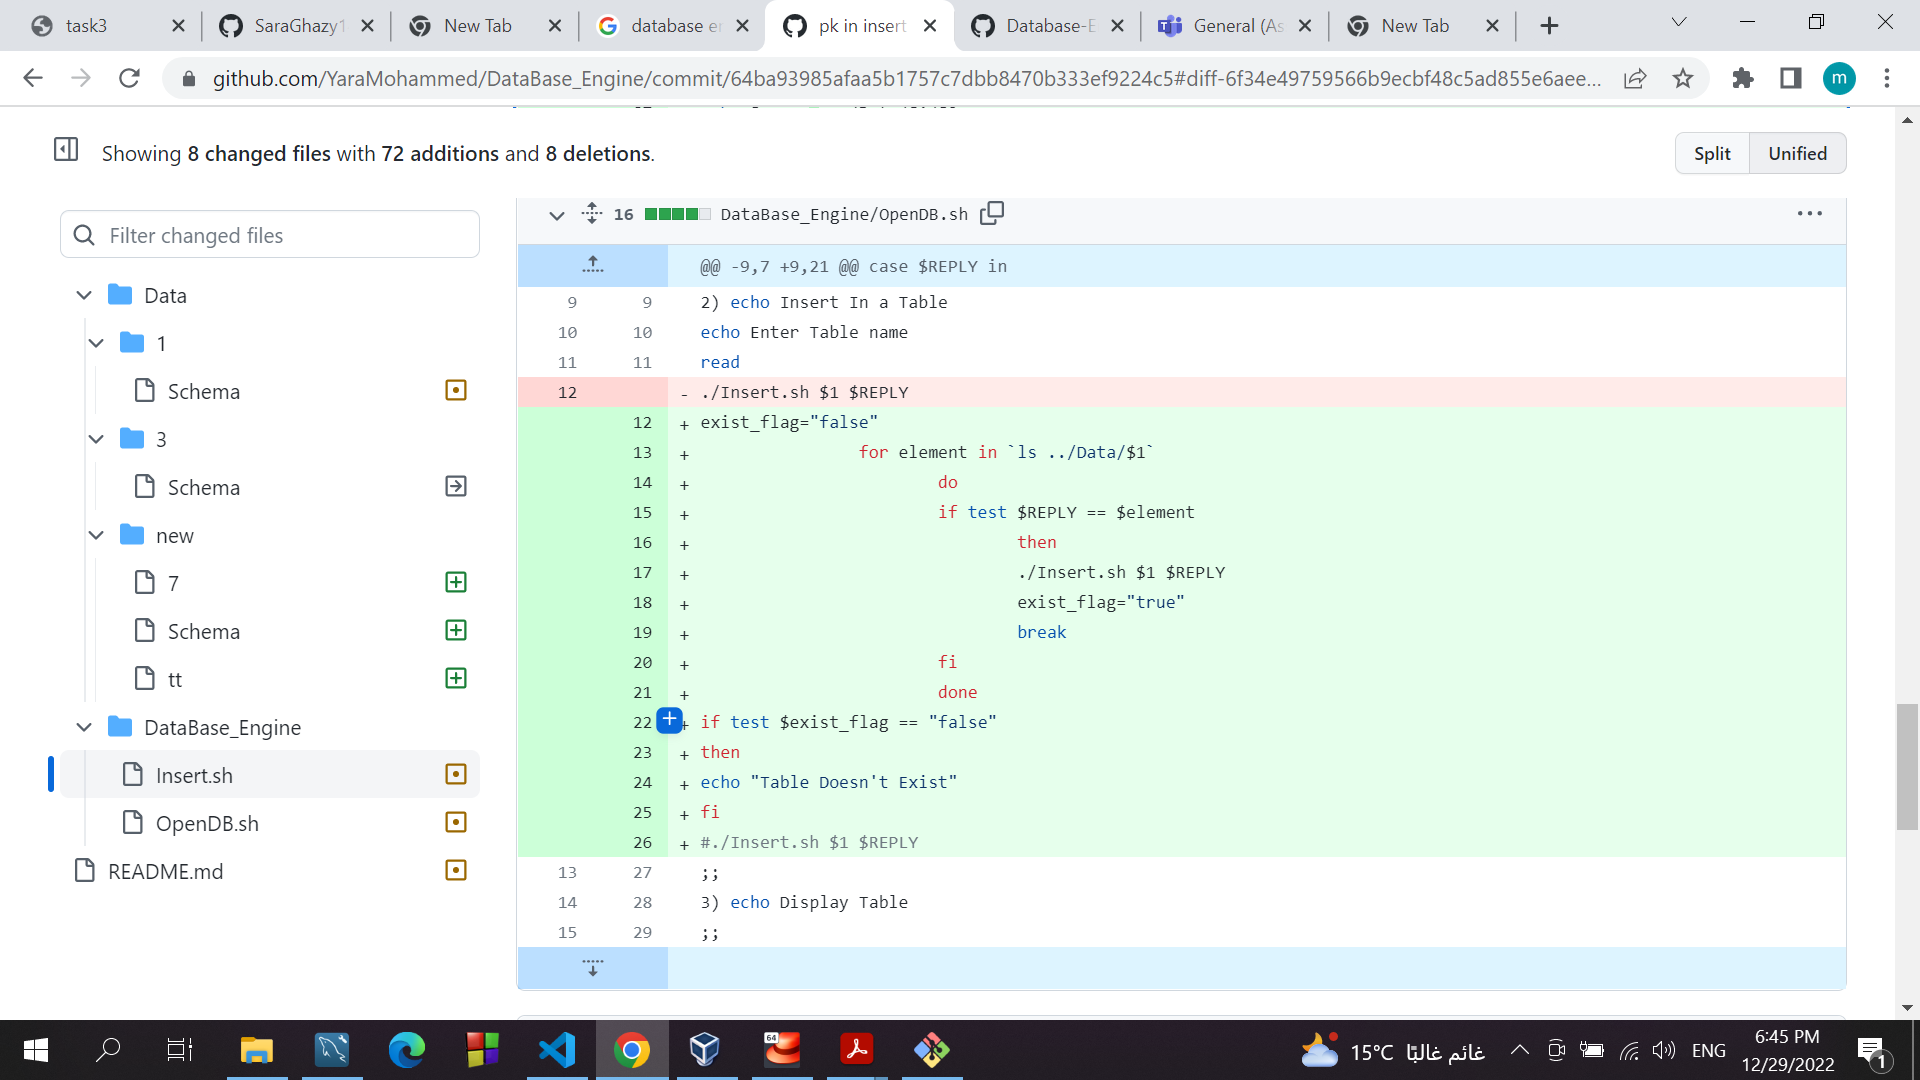 task3
SaraGhazy1
New Tab
database er
pk in insert
Database-E
General (As
New Tab
github.com/YaraMohammed/DataBase_Engine/commit/64ba93985afaa5b1757c7dbb8470b333ef9224c5#diff-6f34e49759566b9ecbf48c5ad855e6aee...
m
Showing 8 changed files with 72 additions and 8 deletions.
Split
Unified
Filter changed files
Data
1
Schema
3
Schema
new
7
Schema
tt
DataBase_Engine
Insert.sh
OpenDB.sh
README.md
16 DataBase_Engine/OpenDB.sh
@@ -9,7 +9,21 @@ case $REPLY in
9 9 2) echo Insert In a Table
10 10 echo Enter Table name
11 11 read
12 - ./Insert.sh $1 $REPLY
12 + exist_flag="false"
13 + for element in `ls ../Data/$1`
14 + do
15 + if test $REPLY == $element
16 + then
17 + ./Insert.sh $1 $REPLY
18 + exist_flag="true"
19 + break
20 + fi
21 + done
22 + if test $exist_flag == "false"
23 + then
24 + echo "Table Doesn't Exist"
25 + fi
26 + #./Insert.sh $1 $REPLY
13 27 ;;
14 28 3) echo Display Table
15 29 ;;
64
15°C غائم غالبًا
ENG
6:45 PM
12/29/2022
1